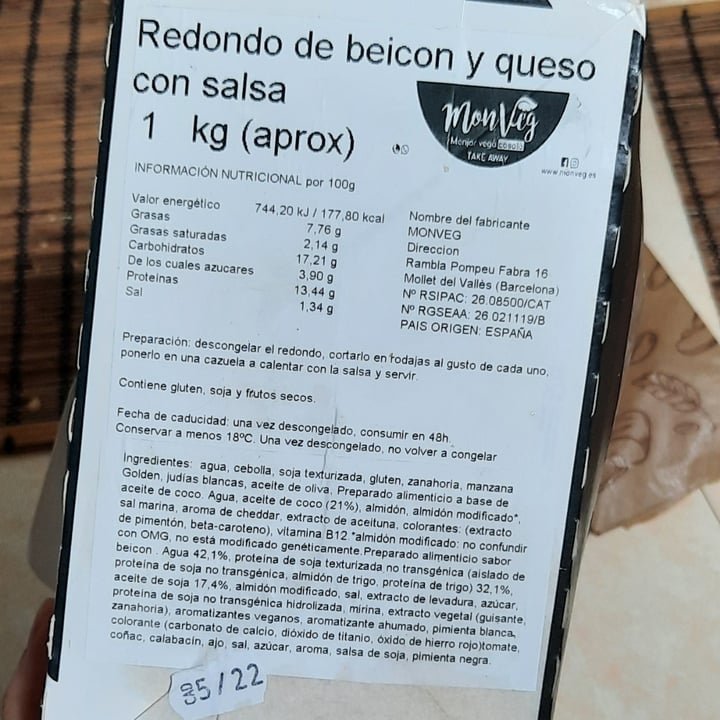 Redondo de beicon y queso
con salsa
1 kg (aprox)
MonVeg
Menjar vegà casolà
TAKE AWAY
www.monveg.es
INFORMACIÓN NUTRICIONAL por 100g
Valor energético 744,20 kJ / 177,80 kcal
Grasas 7,76 g
Grasas saturadas 2,14 g
Carbohidratos 17,21 g
De los cuales azucares 3,90 g
Proteinas 13,44 g
Sal 1,34 g
Nombre del fabricante
MONVEG
Direccion
Rambla Pompeu Fabra 16
Mollet del Vallès (Barcelona)
Nº RSIPAC: 26.08500/CAT
Nº RGSEAA: 26.021119/B
PAIS ORIGEN: ESPAÑA
Preparación: descongelar el redondo, cortarlo en rodajas al gusto de cada uno,
ponerlo en una cazuela a calentar con la salsa y servir.
Contiene gluten, soja y frutos secos.
Fecha de caducidad: una vez descongelado, consumir en 48h.
Conservar a menos 18ºC. Una vez descongelado, no volver a congelar
Ingredientes: agua, cebolla, soja texturizada, gluten, zanahoria, manzana
Golden, judías blancas, aceite de oliva, Preparado alimenticio a base de
aceite de coco. Agua, aceite de coco (21%), almidón, almidón modificado*,
sal marina, aroma de cheddar, extracto de aceituna, colorantes: (extracto
de pimentón, beta-caroteno), vitamina B12 *almidón modificado: no confundir
con OMG, no está modificado genéticamente.Preparado alimenticio sabor
beicon . Agua 42,1%, proteína de soja texturizada no transgénica (aislado de
proteína de soja no transgénica, almidón de trigo, proteína de trigo) 32,1%,
aceite de soja 17,4%, almidón modificado, sal, extracto de levadura, azúcar,
proteína de soja no transgénica hidrolizada, mirina, extracto vegetal (guisante,
zanahoria), aromatizantes veganos, aromatizante ahumado, pimienta blanca,
colorante (carbonato de calcio, dióxido de titanio, óxido de hierro rojo)tomate,
coñac, calabacín, ajo, sal, azúcar, aroma, salsa de soja, pimienta negra.
5/22